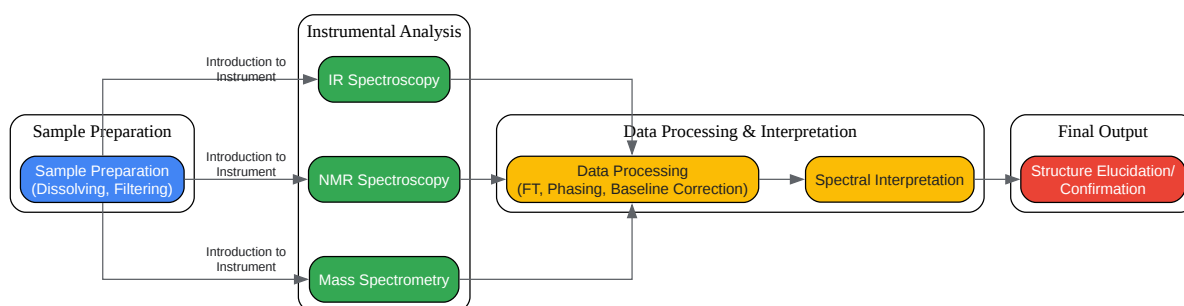 Instrumental Analysis
Introduction to
Instrument
IR Spectroscopy
Sample Preparation
Sample Preparation
(Dissolving, Filtering)
Introduction to
Instrument
NMR Spectroscopy
Data Processing & Interpretation
Data Processing
(FT, Phasing, Baseline Correction)
Spectral Interpretation
Final Output
Structure Elucidation/
Confirmation
Introduction to
Instrument
Mass Spectrometry